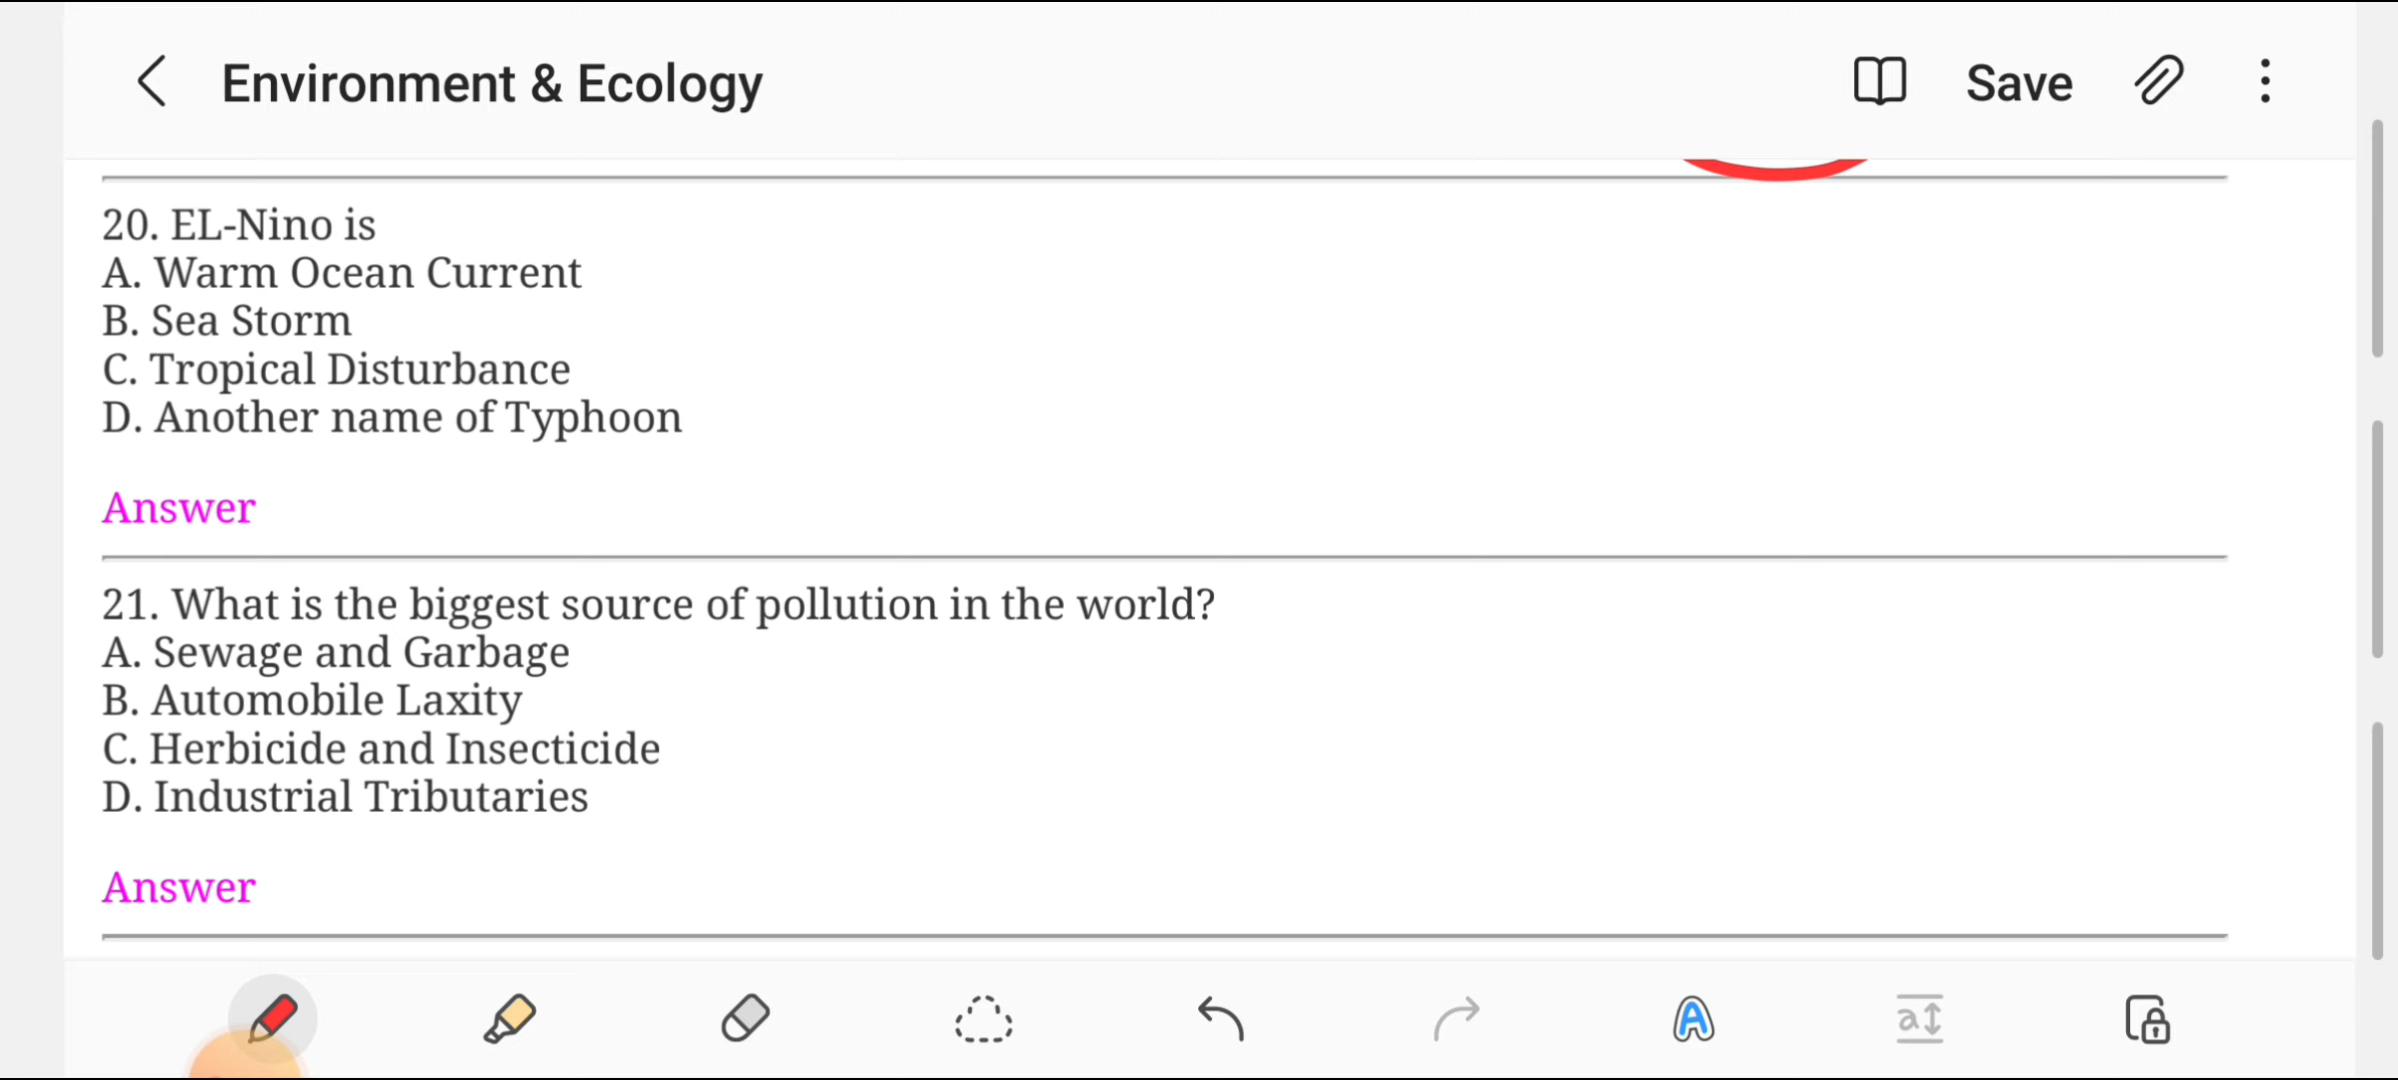 Environment & Ecology
Save
20. EL-Nino is
A. Warm Ocean Current
B. Sea Storm
C. Tropical Disturbance
D. Another name of Typhoon
Answer
21. What is the biggest source of pollution in the world?
A. Sewage and Garbage
B. Automobile Laxity
C. Herbicide and Insecticide
D. Industrial Tributaries
Answer
A
a